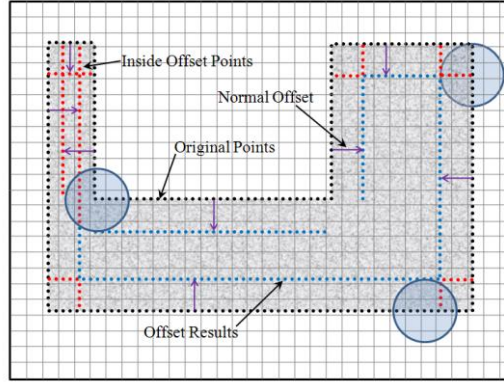 Inside Offset Points
Normal Offset
Original Points
Offset Results